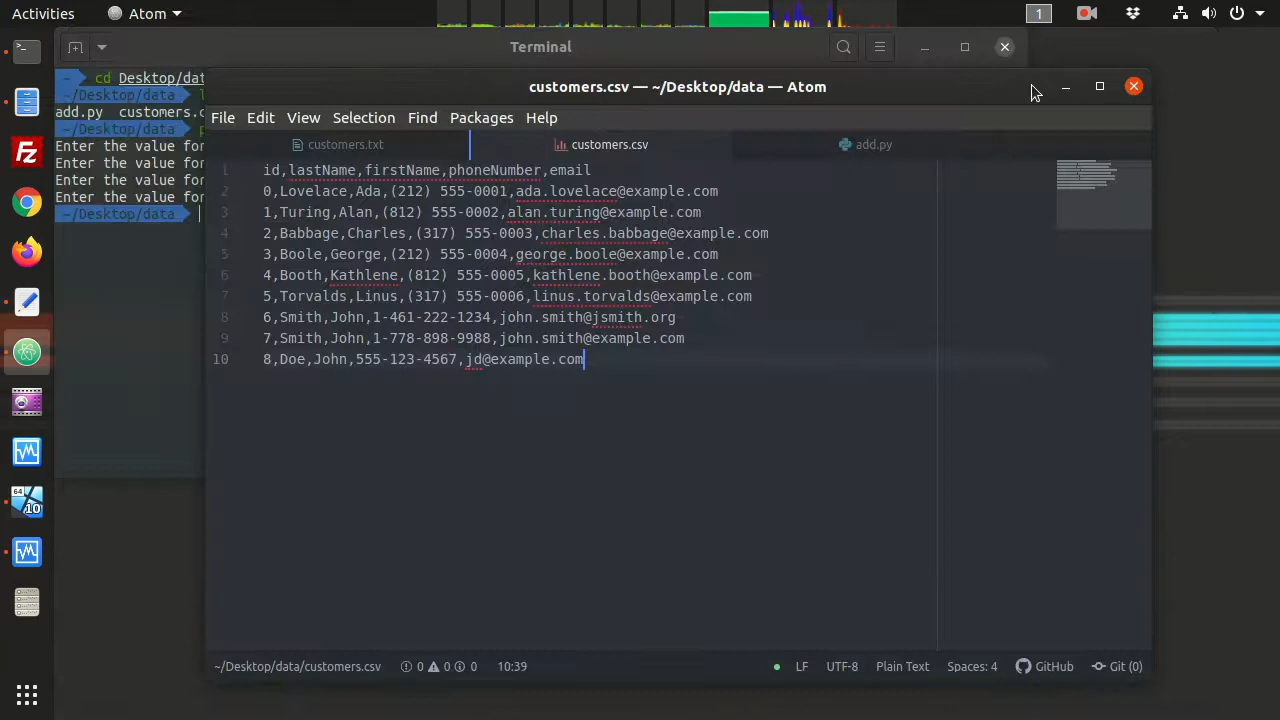 Activities
Atom
1
Terminal
cd Desktop/dat
~/Desktop/data
add.py customers.c
~/Desktop/data
Enter the value for
Enter the value for
Enter the value for
Enter the value for
~/Desktop/data
customers.csv — ~/Desktop/data — Atom
File Edit View Selection Find Packages Help
customers.txt
customers.csv
add.py
1 id,lastName,firstName,phoneNumber,email
2 0,Lovelace,Ada,(212) 555-0001,ada.lovelace@example.com
3 1,Turing,Alan,(812) 555-0002,alan.turing@example.com
4 2,Babbage,Charles,(317) 555-0003,charles.babbage@example.com
5 3,Boole,George,(212) 555-0004,george.boole@example.com
6 4,Booth,Kathlene,(812) 555-0005,kathlene.booth@example.com
7 5,Torvalds,Linus,(317) 555-0006,linus.torvalds@example.com
8 6,Smith,John,1-461-222-1234,john.smith@jsmith.org
9 7,Smith,John,1-778-898-9988,john.smith@example.com
10 8,Doe,John,555-123-4567,jd@example.com
~/Desktop/data/customers.csv 0 0 0 10:39 LF UTF-8 Plain Text Spaces: 4 GitHub Git (0)
Fz
64
10